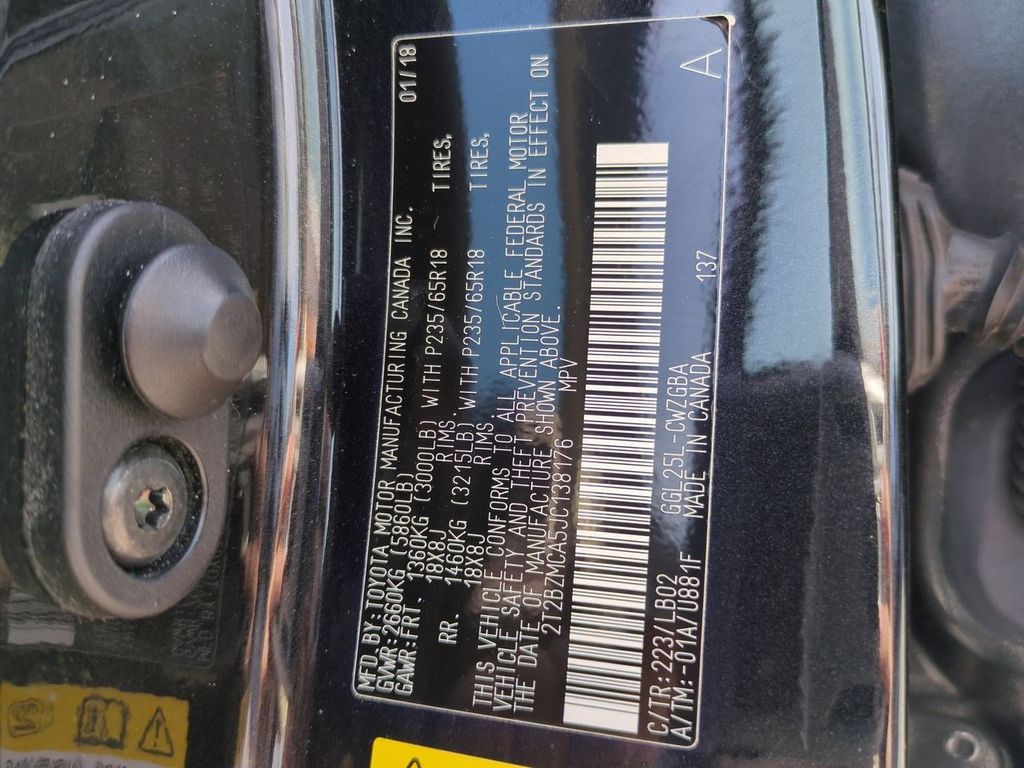 MFD.BY:TOYOTA MOTOR MANUFACTURING CANADA INC. 01/18
GVWR:2660KG (5860LB)
GAWR:FRT. 1360KG (3000LB) WITH P235/65R18 TIRES,
18X8J RIMS.
RR. 1460KG (3215LB) WITH P235/65R18 TIRES,
18X8J RIMS
THIS VEHICLE CONFORMS TO ALL APPLICABLE FEDERAL MOTOR
VEHICLE SAFETY AND THEFT PREVENTION STANDARDS IN EFFECT ON
THE DATE OF MANUFACTURE SHOWN ABOVE.
2T2BZMCA5JC138176 MPV
C/TR:223/LB02 GGL25L-CWZGBA 137 A
A/TM:-01A/U881F MADE IN CANADA